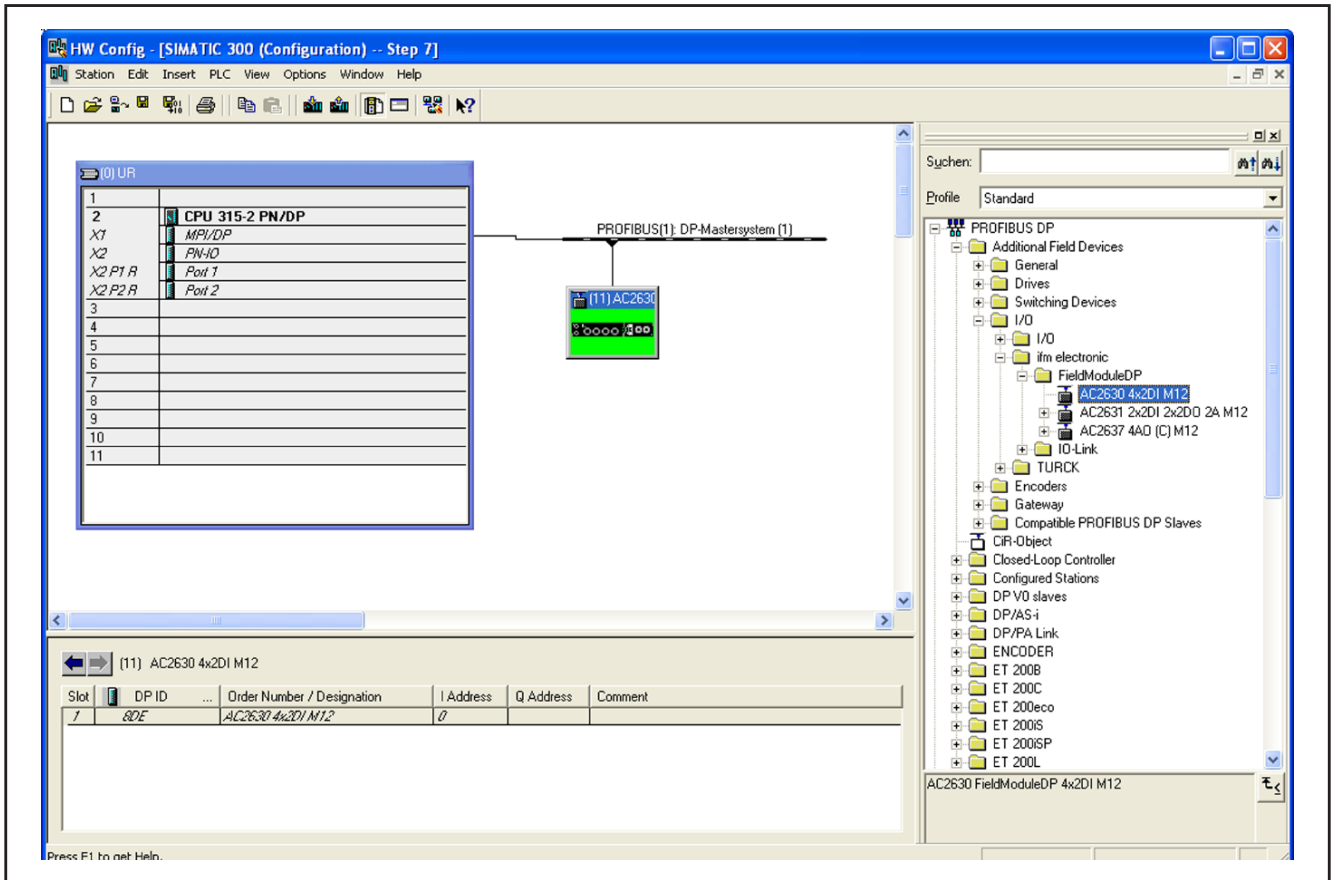 HW Config - [SIMATIC 300 (Configuration) -- Step 7]
Station Edit Insert PLC View Options Window Help
(0) UR
1
2 CPU 315-2 PN/DP
X1 MPI/DP
X2 PN-IO
X2 P1 R Port 1
X2 P2 R Port 2
3
4
5
6
7
8
9
10
11
PROFIBUS(1): DP-Mastersystem (1)
(11) AC2630
Suchen:
Profile Standard
PROFIBUS DP
Additional Field Devices
General
Drives
Switching Devices
I/O
I/O
ifm electronic
FieldModuleDP
AC2630 4x2DI M12
AC2631 2x2DI 2x2DO 2A M12
AC2637 4AO (C) M12
IO-Link
TURCK
Encoders
Gateway
Compatible PROFIBUS DP Slaves
CiR-Object
Closed-Loop Controller
Configured Stations
DP V0 slaves
DP/AS-i
DP/PA Link
ENCODER
ET 200B
ET 200C
ET 200eco
ET 200iS
ET 200iSP
ET 200L
AC2630 FieldModuleDP 4x2DI M12
(11) AC2630 4x2DI M12
Slot DP ID ... Order Number / Designation I Address Q Address Comment
1 8DE AC2630 4x2DI M12 0
Press F1 to get Help.